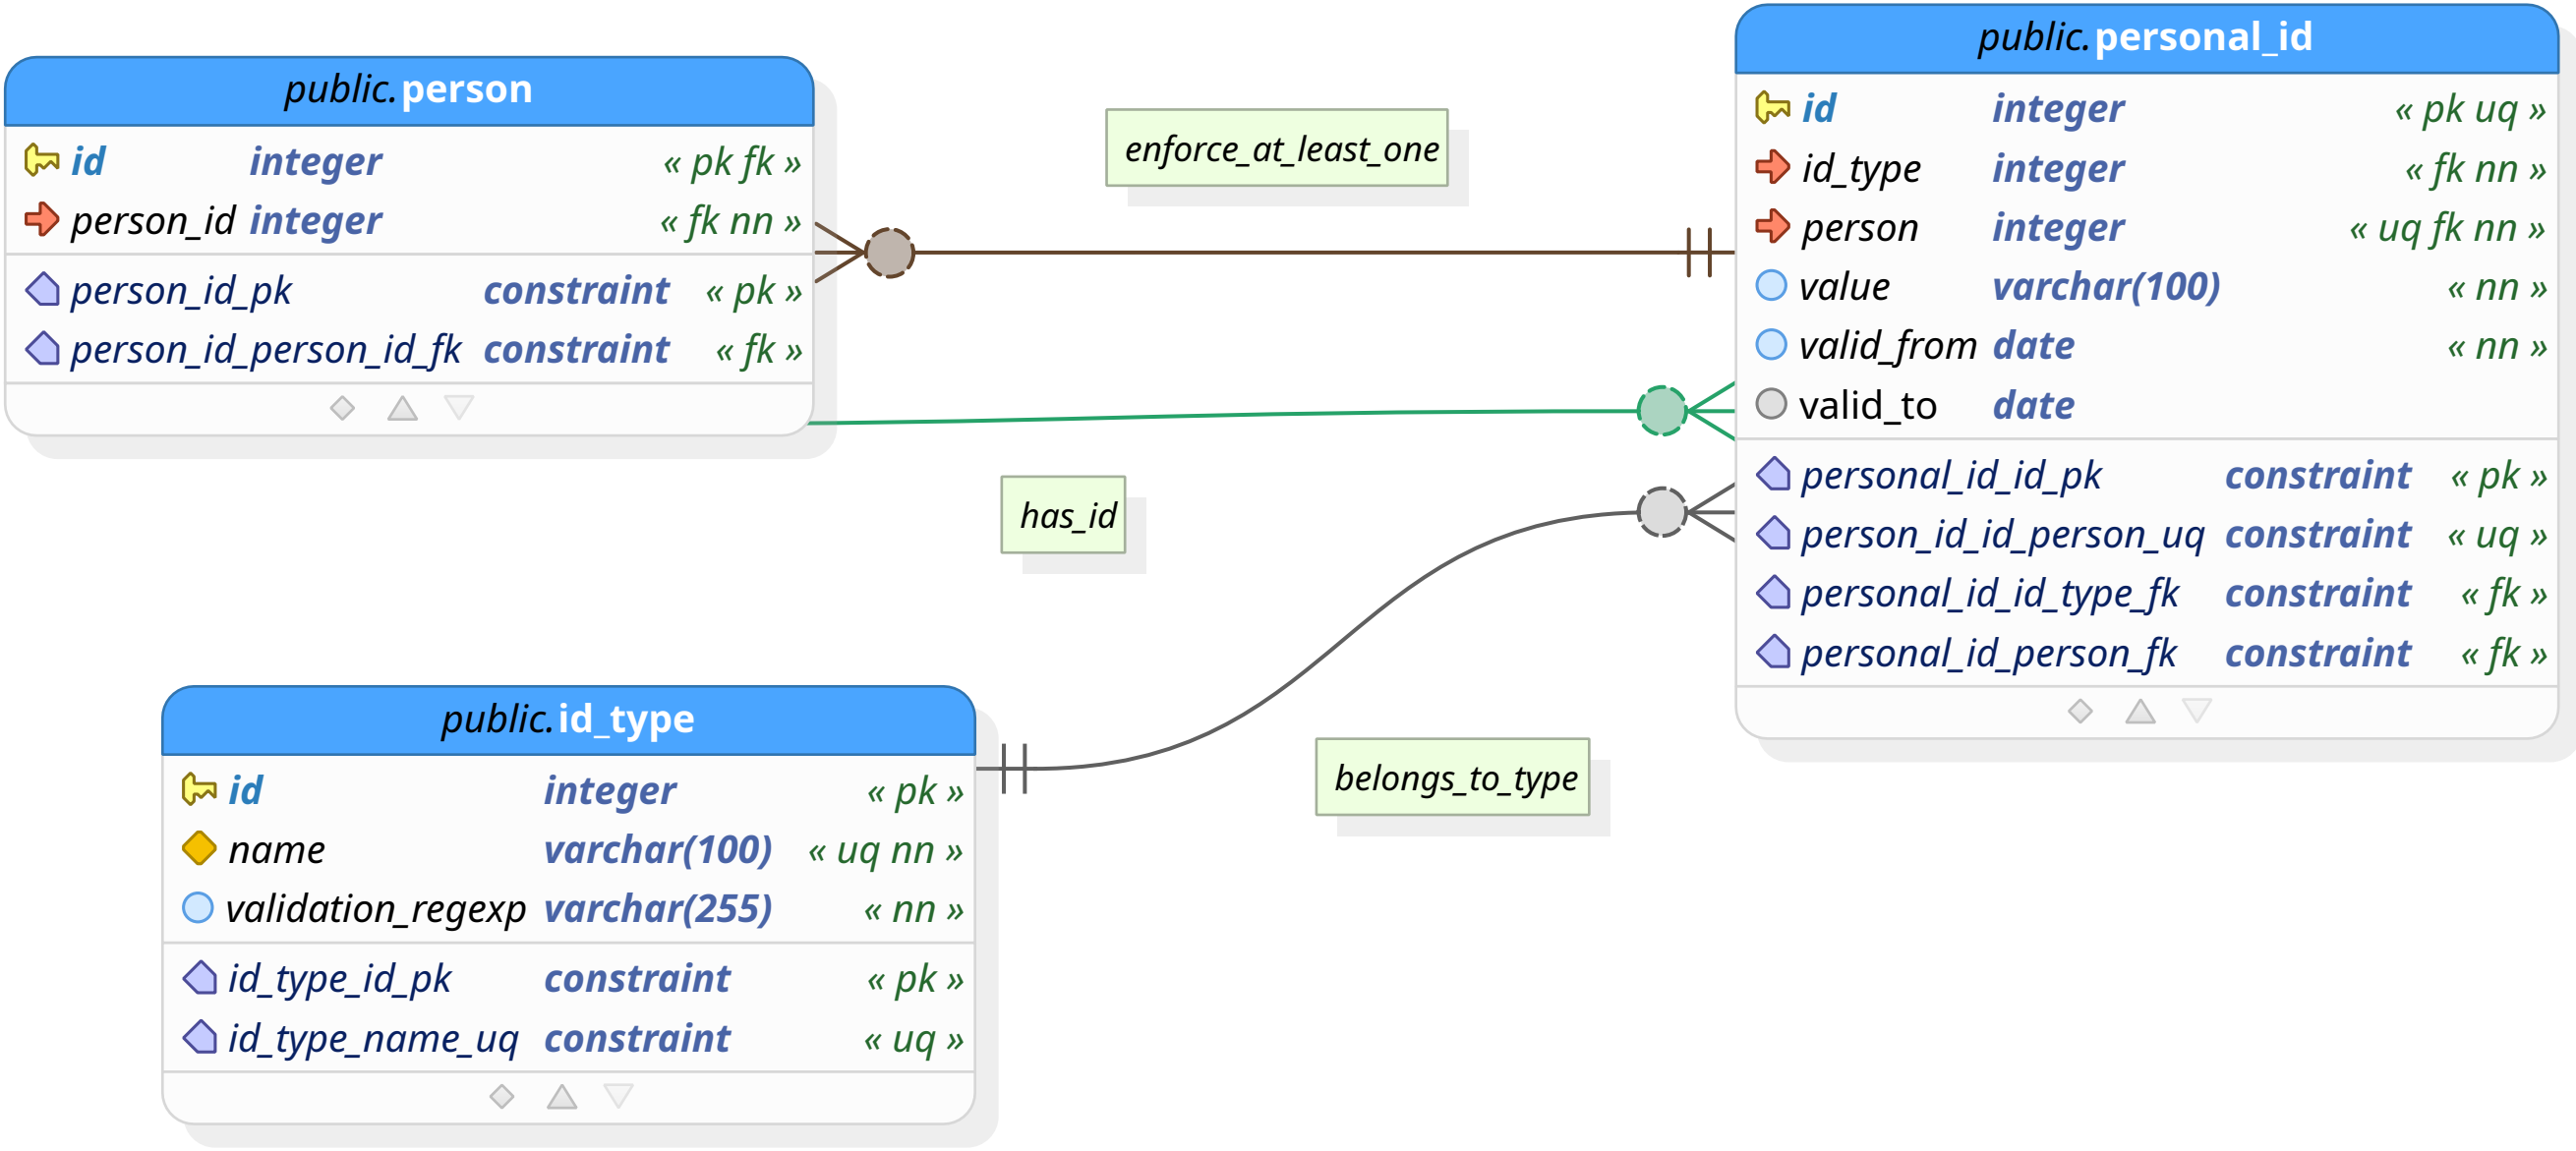 public.person
id integer « pk fk »
person_id integer « fk nn »
person_id_pk constraint « pk »
person_id_person_id_fk constraint « fk »
enforce_at_least_one
public.personal_id
id integer « pk uq »
id_type integer « fk nn »
person integer « uq fk nn »
value varchar(100) « nn »
valid_from date « nn »
valid_to date
personal_id_id_pk constraint « pk »
person_id_id_person_uq constraint « uq »
personal_id_id_type_fk constraint « fk »
personal_id_person_fk constraint « fk »
has_id
public.id_type
id integer « pk »
name varchar(100) « uq nn »
validation_regexp varchar(255) « nn »
id_type_id_pk constraint « pk »
id_type_name_uq constraint « uq »
belongs_to_type